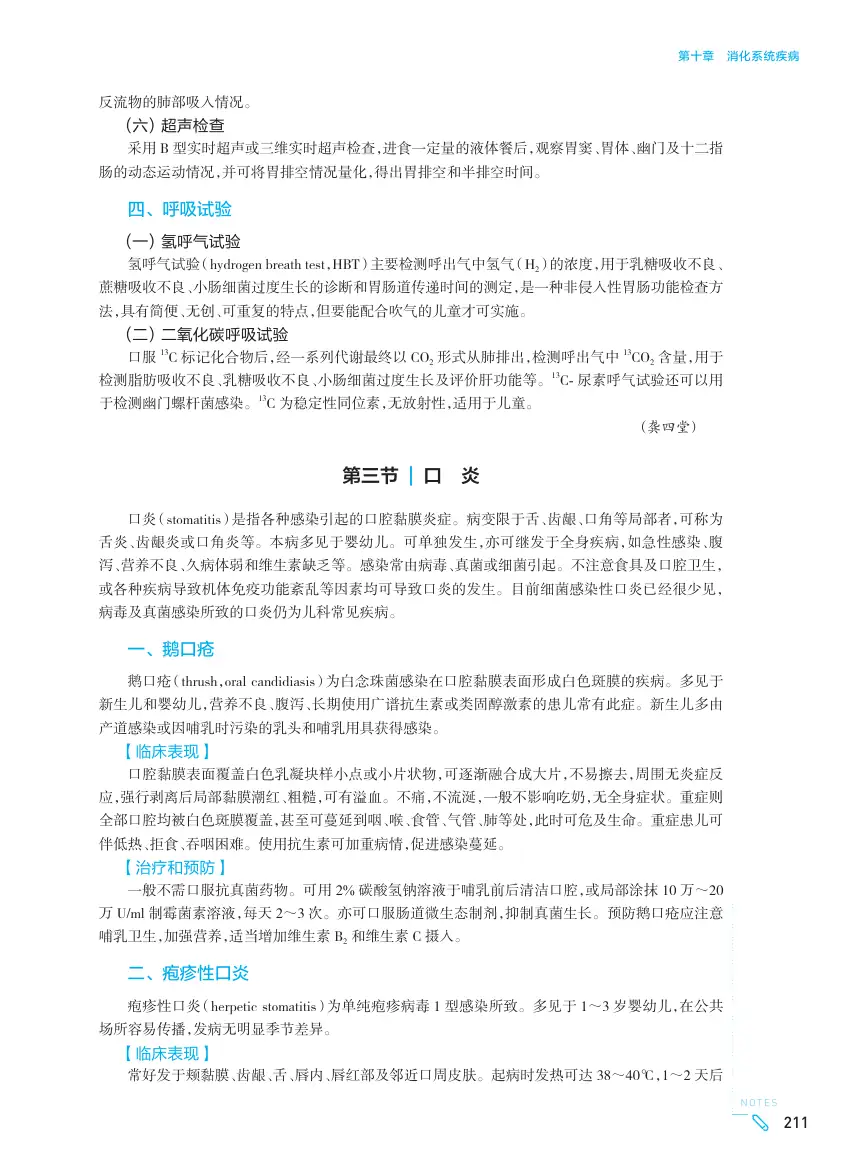 第十章 消化系统疾病
反流物的肺部吸入情况。
（六）超声检查
采用 B 型实时超声或三维实时超声检查，进食一定量的液体餐后，观察胃窦、胃体、幽门及十二指
肠的动态运动情况，并可将胃排空情况量化，得出胃排空和半排空时间。
四、呼吸试验
（一）氢呼气试验
氢呼气试验（hydrogen breath test，HBT）主要检测呼出气中氢气（H₂）的浓度，用于乳糖吸收不良、
蔗糖吸收不良、小肠细菌过度生长的诊断和胃肠道传递时间的测定，是一种非侵入性胃肠功能检查方
法，具有简便、无创、可重复的特点，但要能配合吹气的儿童才可实施。
（二）二氧化碳呼吸试验
口服 ¹³C 标记化合物后，经一系列代谢最终以 CO₂ 形式从肺排出，检测呼出气中 ¹³CO₂ 含量，用于
检测脂肪吸收不良、乳糖吸收不良、小肠细菌过度生长及评价肝功能等。¹³C- 尿素呼气试验还可以用
于检测幽门螺杆菌感染。¹³C 为稳定性同位素，无放射性，适用于儿童。
（龚四堂）
第三节 | 口 炎
口炎（stomatitis）是指各种感染引起的口腔黏膜炎症。病变限于舌、齿龈、口角等局部者，可称为
舌炎、齿龈炎或口角炎等。本病多见于婴幼儿。可单独发生，亦可继发于全身疾病，如急性感染、腹
泻、营养不良、久病体弱和维生素缺乏等。感染常由病毒、真菌或细菌引起。不注意食具及口腔卫生，
或各种疾病导致机体免疫功能紊乱等因素均可导致口炎的发生。目前细菌感染性口炎已经很少见，
病毒及真菌感染所致的口炎仍为儿科常见疾病。
一、鹅口疮
鹅口疮（thrush，oral candidiasis）为白念珠菌感染在口腔黏膜表面形成白色斑膜的疾病。多见于
新生儿和婴幼儿，营养不良、腹泻、长期使用广谱抗生素或类固醇激素的患儿常有此症。新生儿多由
产道感染或因哺乳时污染的乳头和哺乳用具获得感染。
【临床表现】
口腔黏膜表面覆盖白色乳凝块样小点或小片状物，可逐渐融合成大片，不易擦去，周围无炎症反
应，强行剥离后局部黏膜潮红、粗糙，可有溢血。不痛，不流涎，一般不影响吃奶，无全身症状。重症则
全部口腔均被白色斑膜覆盖，甚至可蔓延到咽、喉、食管、气管、肺等处，此时可危及生命。重症患儿可
伴低热、拒食、吞咽困难。使用抗生素可加重病情，促进感染蔓延。
【治疗和预防】
一般不需口服抗真菌药物。可用 2% 碳酸氢钠溶液于哺乳前后清洁口腔，或局部涂抹 10 万～20
万 U/ml 制霉菌素溶液，每天 2～3 次。亦可口服肠道微生态制剂，抑制真菌生长。预防鹅口疮应注意
哺乳卫生，加强营养，适当增加维生素 B₂ 和维生素 C 摄入。
二、疱疹性口炎
疱疹性口炎（herpetic stomatitis）为单纯疱疹病毒 1 型感染所致。多见于 1～3 岁婴幼儿，在公共
场所容易传播，发病无明显季节差异。
【临床表现】
常好发于颊黏膜、齿龈、舌、唇内、唇红部及邻近口周皮肤。起病时发热可达 38～40℃，1～2 天后
NOTES
211